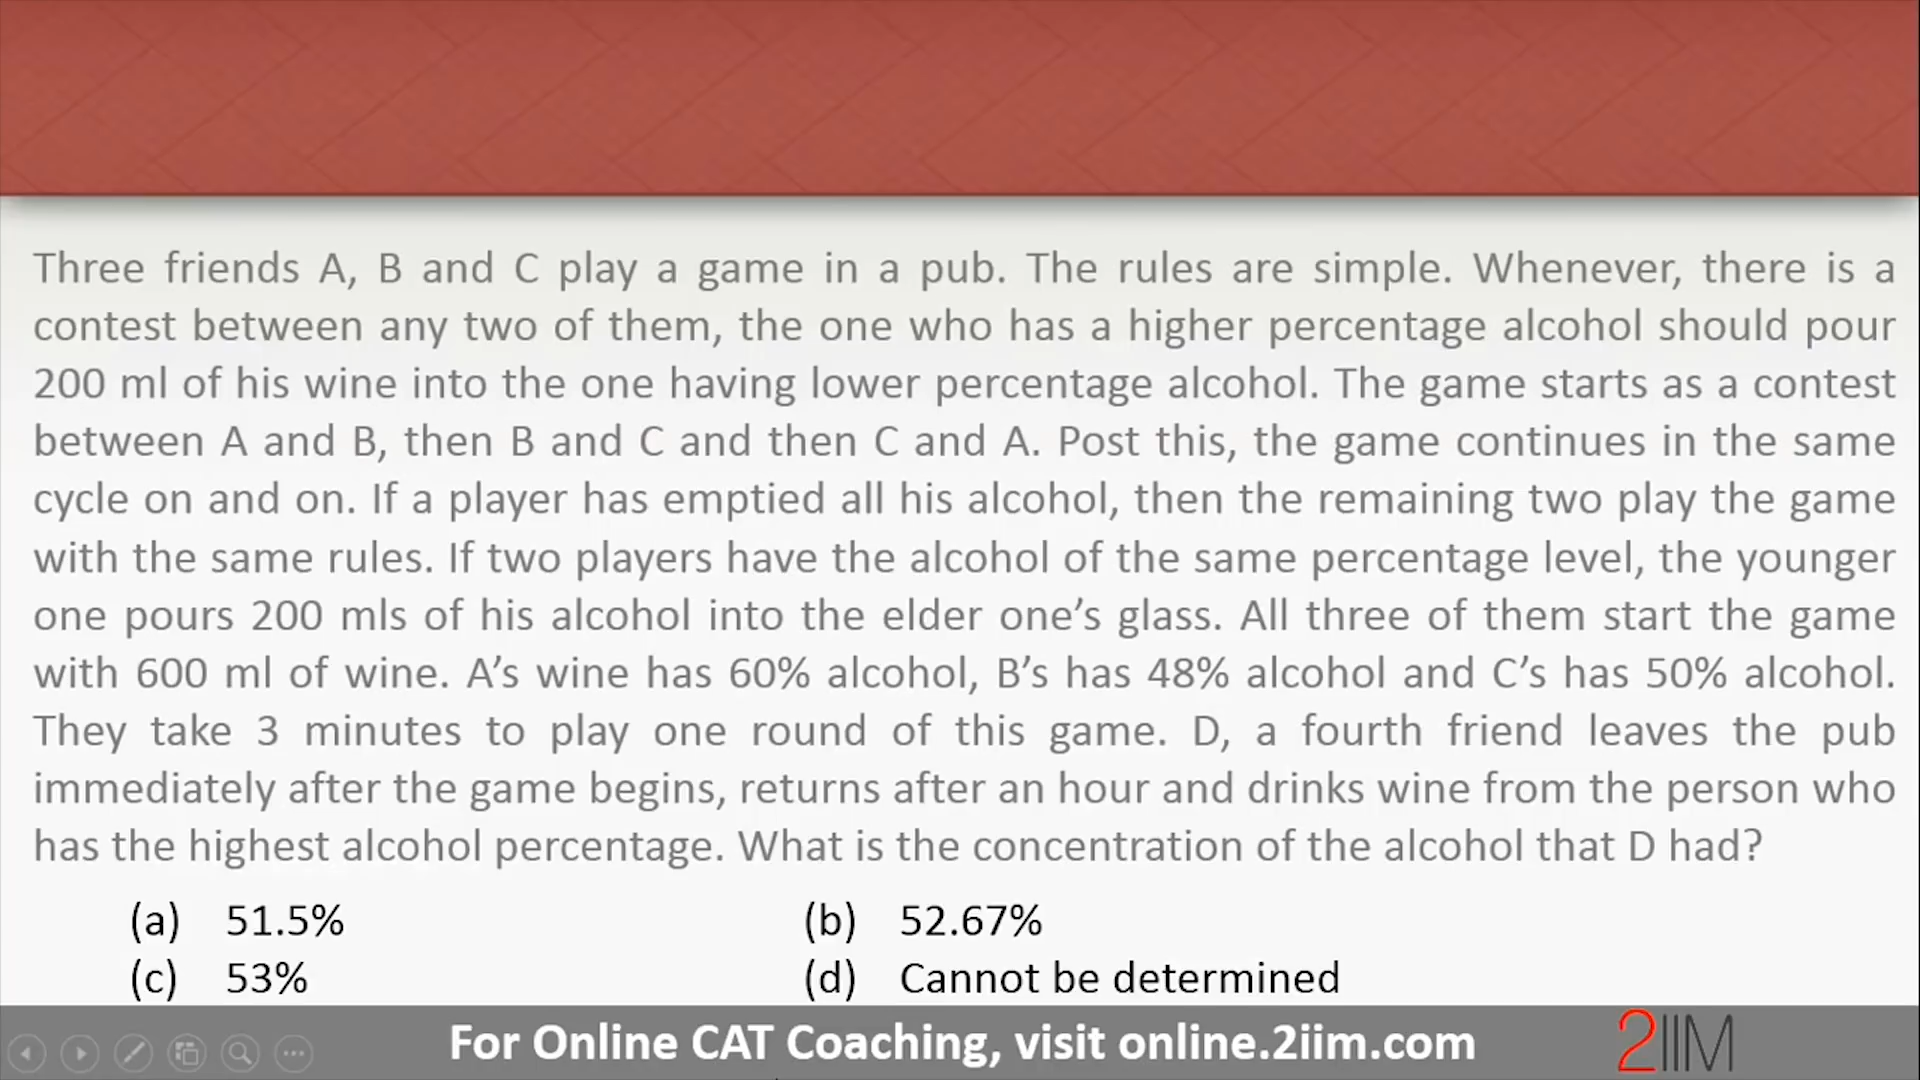 Three friends A, B and C play a game in a pub. The rules are simple. Whenever, there is a
contest between any two of them, the one who has a higher percentage alcohol should pour
200 ml of his wine into the one having lower percentage alcohol. The game starts as a contest
between A and B, then B and C and then C and A. Post this, the game continues in the same
cycle on and on. If a player has emptied all his alcohol, then the remaining two play the game
with the same rules. If two players have the alcohol of the same percentage level, the younger
one pours 200 mls of his alcohol into the elder one's glass. All three of them start the game
with 600 ml of wine. A's wine has 60% alcohol, B's has 48% alcohol and C's has 50% alcohol.
They take 3 minutes to play one round of this game. D, a fourth friend leaves the pub
immediately after the game begins, returns after an hour and drinks wine from the person who
has the highest alcohol percentage. What is the concentration of the alcohol that D had?
(a) 51.5% (b) 52.67%
(c) 53% (d) Cannot be determined
For Online CAT Coaching, visit online.2iim.com
2IIM